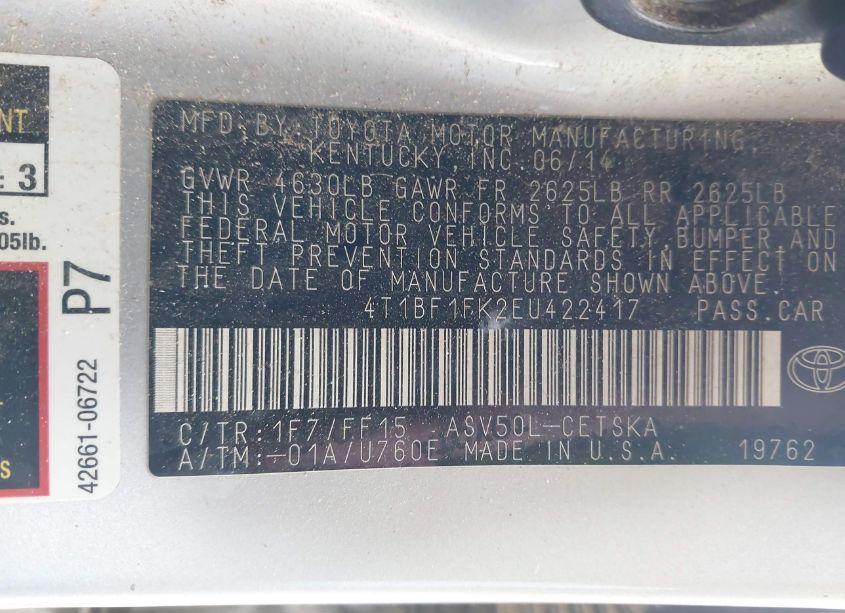 NT
: 3
s.
05lb.
P7
42661-06722
S
MFD.BY:TOYOTA MOTOR MANUFACTURING,
KENTUCKY,INC.06/14
GVWR 4630LB GAWR FR 2625LB RR 2625LB
THIS VEHICLE CONFORMS TO ALL APPLICABLE
FEDERAL MOTOR VEHICLE SAFETY,BUMPER,AND
THEFT PREVENTION STANDARDS IN EFFECT ON
THE DATE OF MANUFACTURE SHOWN ABOVE.
4T1BF1FK2EU422417 PASS.CAR
C/TR:1F7/FF15 ASV50L-CETSKA
A/TM:-01A/U760E MADE IN U.S.A. 19762